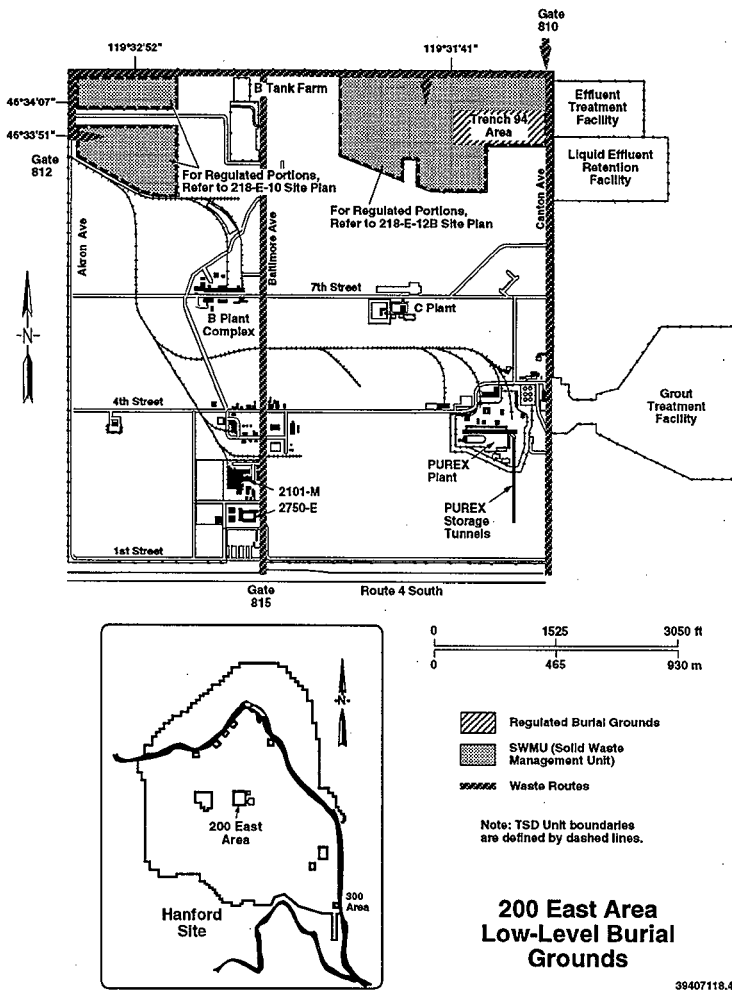 Gate
810
119°32'52"
119°31'41"
B Tank Farm
46°34'07"
Effluent
Treatment
Facility
Trench 94
Area
46°33'51"
Gate
812
Liquid Effluent
Retention
Facility
For Regulated Portions,
Refer to 218-E-10 Site Plan
For Regulated Portions,
Refer to 218-E-12B Site Plan
Akron Ave
Baltimore Ave
Canton Ave
7th Street
B Plant
Complex
C Plant
-N-
4th Street
Grout
Treatment
Facility
PUREX
Plant
2101-M
2750-E
PUREX
Storage
Tunnels
1st Street
Gate
815
Route 4 South
0 1525 3050 ft
0 465 930 m
-N-
Regulated Burial Grounds
SWMU (Solid Waste
Management Unit)
Waste Routes
200 East
Area
Note: TSD Unit boundaries
are defined by dashed lines.
300
Area
Hanford
Site
200 East Area
Low-Level Burial
Grounds
39407118.4